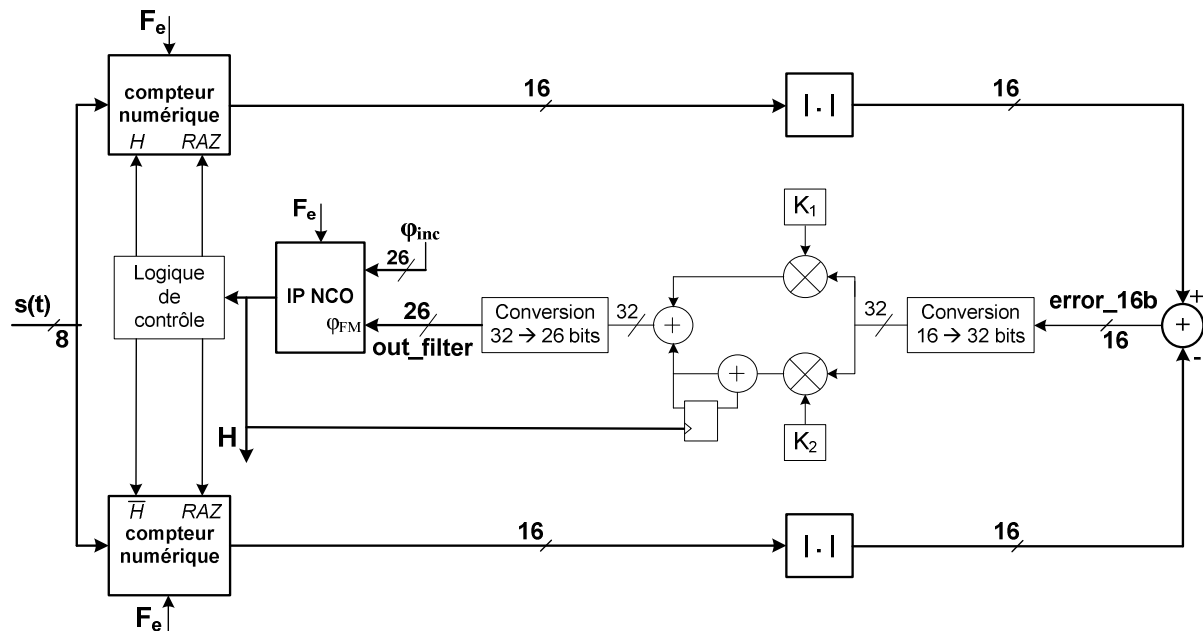 Fe
compteur
numérique
H RAZ
16
|.|
16
Fe
φinc
26
K1
s(t)
8
Logique
de
contrôle
IP NCO
φFM
26
out_filter
Conversion
32 → 26 bits
32
+
32
Conversion
16 → 32 bits
error_16b
16
+
+
-
+
H
K2
H̅ RAZ
compteur
numérique
16
|.|
16
Fe